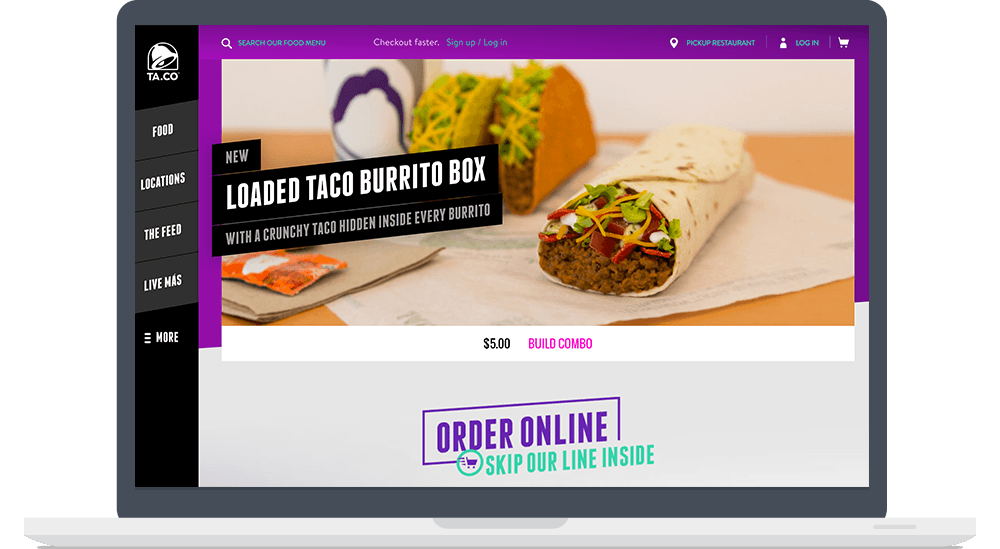 SEARCH OUR FOOD MENU
Checkout faster. Sign up / Log in
PICKUP RESTAURANT
LOG IN
TA.CO
FOOD
LOCATIONS
THE FEED
LIVE MÁS
MORE
NEW
LOADED TACO BURRITO BOX
WITH A CRUNCHY TACO HIDDEN INSIDE EVERY BURRITO
$5.00 BUILD COMBO
ORDER ONLINE
SKIP OUR LINE INSIDE